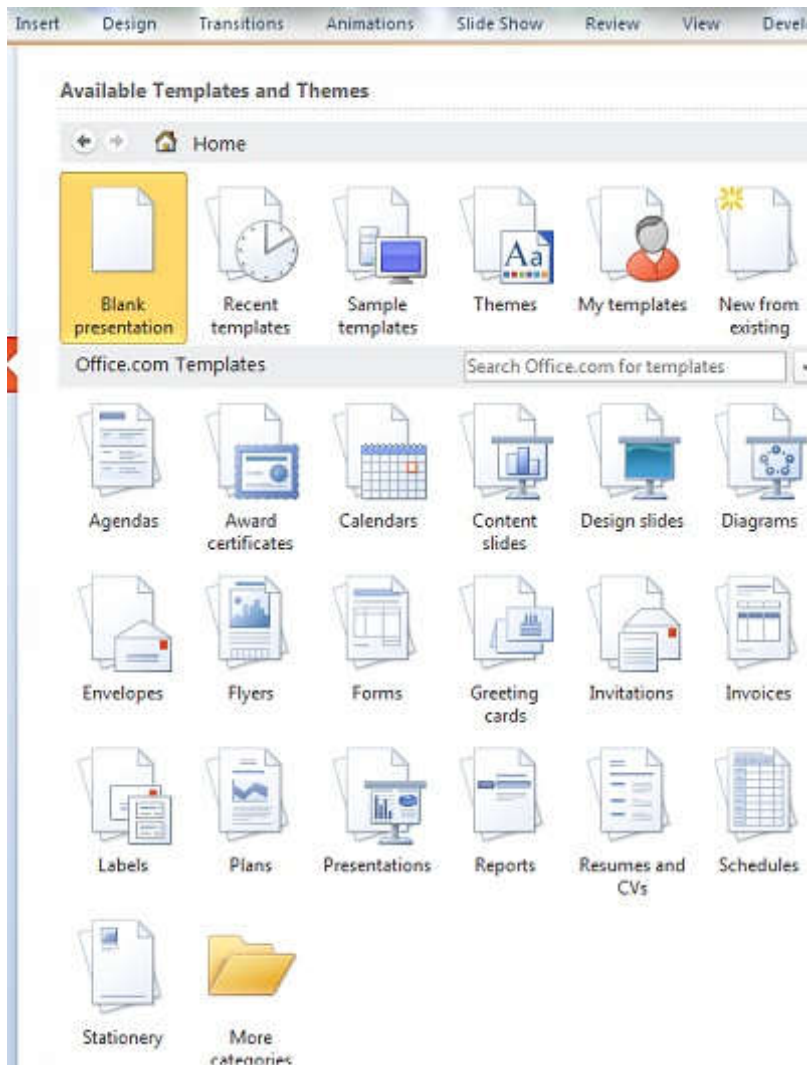 Insert Design Transitions Animations Slide Show Review View
Available Templates and Themes
Home
Blank presentation
Recent templates
Sample templates
Themes
My templates
New from existing
Office.com Templates
Search Office.com for templates
Agendas
Award certificates
Calendars
Content slides
Design slides
Diagrams
Envelopes
Flyers
Forms
Greeting cards
Invitations
Invoices
Labels
Plans
Presentations
Reports
Resumes and CVs
Schedules
Stationery
More categories